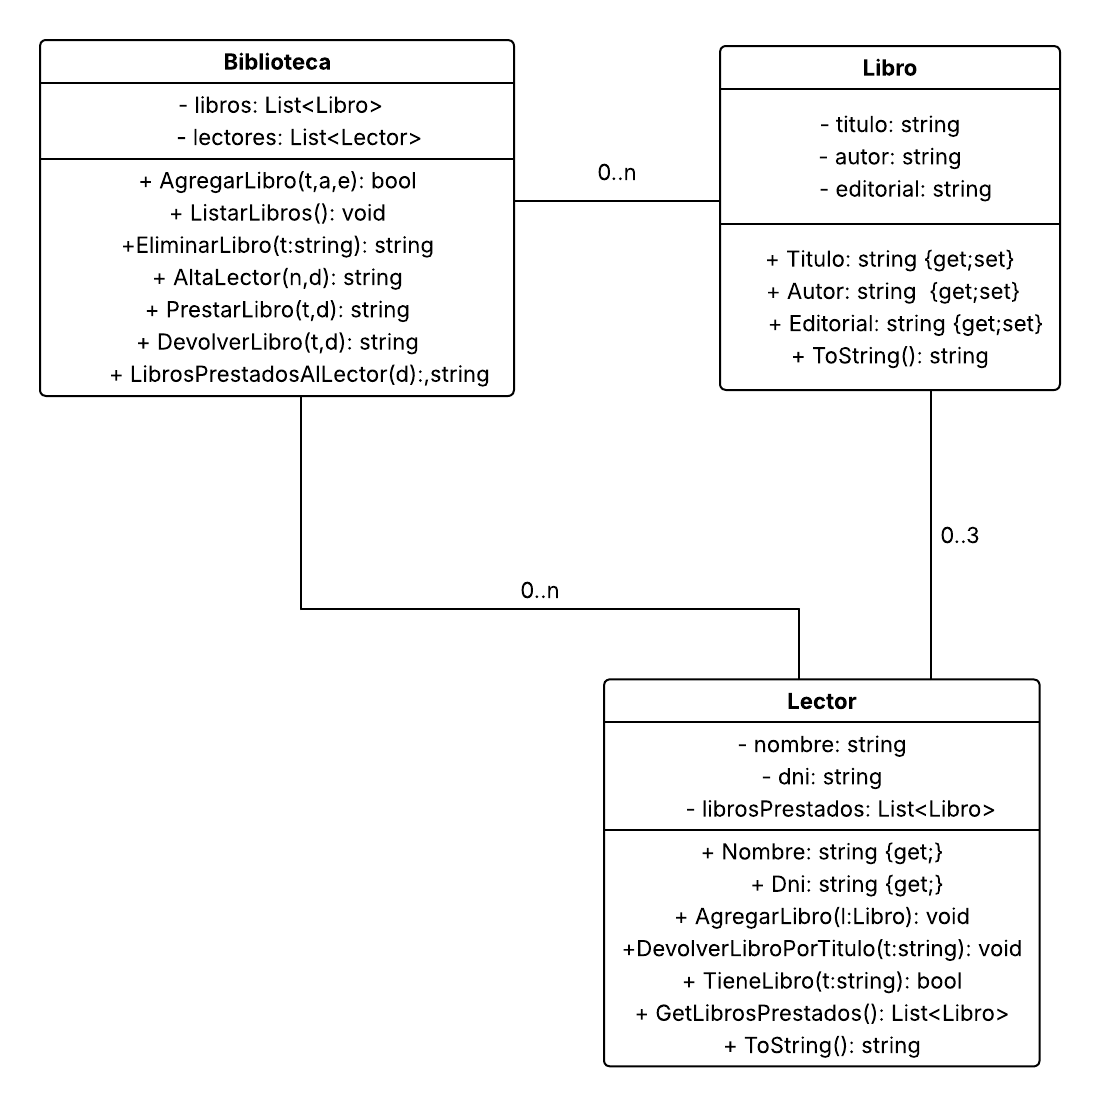 Biblioteca
- libros: List<Libro>
- lectores: List<Lector>
+ AgregarLibro(t,a,e): bool
+ ListarLibros(): void
+EliminarLibro(t:string): string
+ AltaLector(n,d): string
+ PrestarLibro(t,d): string
+ DevolverLibro(t,d): string
+ LibrosPrestadosAlLector(d):,string
0..n
Libro
- titulo: string
- autor: string
- editorial: string
+ Titulo: string {get;set}
+ Autor: string  {get;set}
+ Editorial: string {get;set}
+ ToString(): string
0..3
0..n
Lector
- nombre: string
- dni: string
- librosPrestados: List<Libro>
+ Nombre: string {get;}
+ Dni: string {get;}
+ AgregarLibro(l:Libro): void
+DevolverLibroPorTitulo(t:string): void
+ TieneLibro(t:string): bool
+ GetLibrosPrestados(): List<Libro>
+ ToString(): string